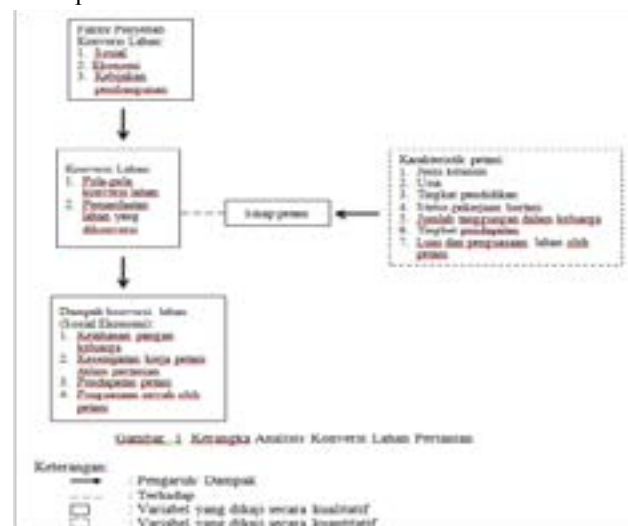 Faktor Penyebab
Konversi Lahan:
1. Sosial
2. Ekonomi
3. Kebijakan
pembangunan
Konversi Lahan:
1. Pola-pola
konversi lahan
2. Pemanfaatan
lahan yang
dikonversi
Sikap petani
Karakteristik petani:
1. Jenis kelamin
2. Usia
3. Tingkat pendidikan
4. Status pekerjaan bertani
5. Jumlah tanggungan dalam keluarga
6. Tingkat pendapatan
7. Luas dan penguasaan lahan oleh
petani
Dampak konversi lahan
(Sosial Ekonomi):
1. Ketahanan pangan
keluarga
2. Kesempatan kerja petani
dalam pertanian
3. Pendapatan petani
4. Penguasaan oleh
petani
Gambar 1 Kerangka Analisis Konversi Lahan Pertanian
Keterangan:
: Pengaruh/ Dampak
: Terhadap
: Variabel yang dikaji secara kualitatif
: Variabel yang dikaji secara kuantitatif